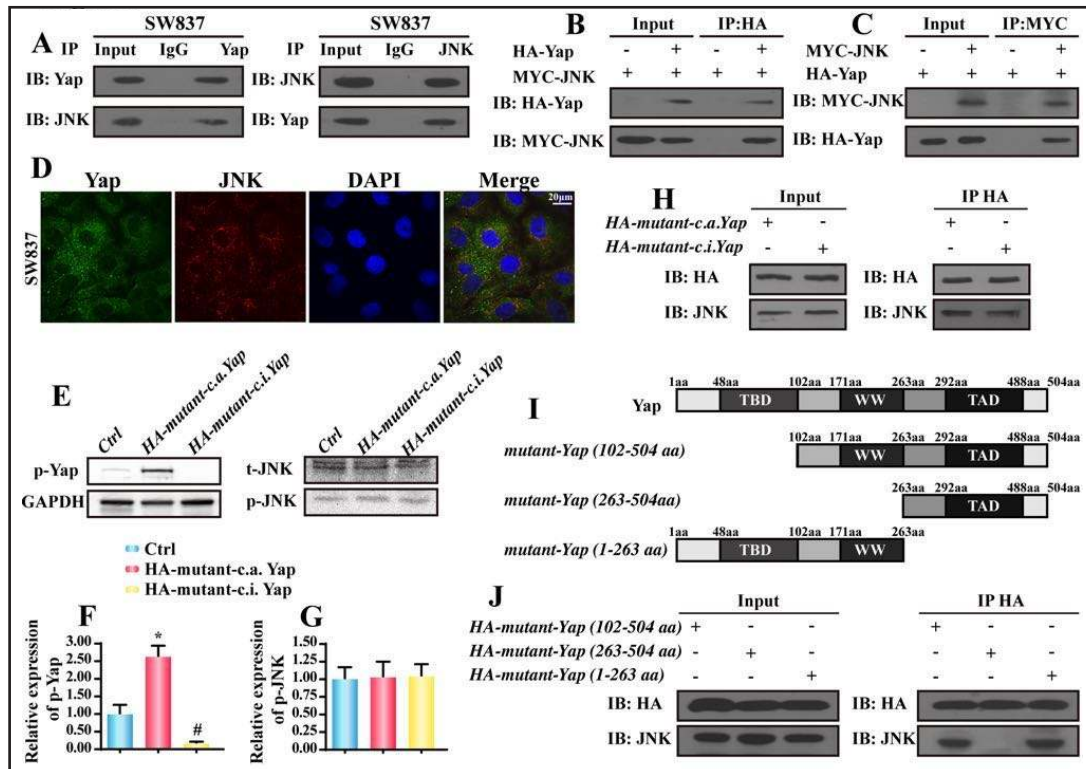 A
SW837
IP Input IgG Yap
IB: Yap
IB: JNK
SW837
IP Input IgG JNK
IB: JNK
IB: Yap
B
Input IP:HA
HA-Yap - + - +
MYC-JNK + + + +
IB: HA-Yap
IB: MYC-JNK
C
Input IP:MYC
MYC-JNK - + - +
HA-Yap + + + +
IB: MYC-JNK
IB: HA-Yap
D
Yap JNK DAPI Merge
20μm
SW837
H
Input IP HA
HA-mutant-c.a.Yap + - + -
HA-mutant-c.i.Yap - + - +
IB: HA IB: HA
IB: JNK IB: JNK
E
Ctrl HA-mutant-c.a.Yap HA-mutant-c.i.Yap
p-Yap
GAPDH
Ctrl HA-mutant-c.a.Yap HA-mutant-c.i.Yap
t-JNK
p-JNK
Ctrl
HA-mutant-c.a. Yap
HA-mutant-c.i. Yap
F
Relative expression
of p-Yap
3.00
2.50
2.00
1.50
1.00
0.50
0.00
*
#
G
Relative expression
of p-JNK
1.50
1.25
1.00
0.75
0.50
0.25
0.00
I
1aa 48aa 102aa 171aa 263aa 292aa 488aa 504aa
Yap TBD WW TAD
102aa 171aa 263aa 292aa 488aa 504aa
mutant-Yap (102-504 aa) WW TAD
263aa 292aa 488aa 504aa
mutant-Yap (263-504aa) TAD
1aa 48aa 102aa 171aa 263aa
mutant-Yap (1-263 aa) TBD WW
J
Input IP HA
HA-mutant-Yap (102-504 aa) + - - + - -
HA-mutant-Yap (263-504 aa) - + - - + -
HA-mutant-Yap (1-263 aa) - - + - - +
IB: HA IB: HA
IB: JNK IB: JNK